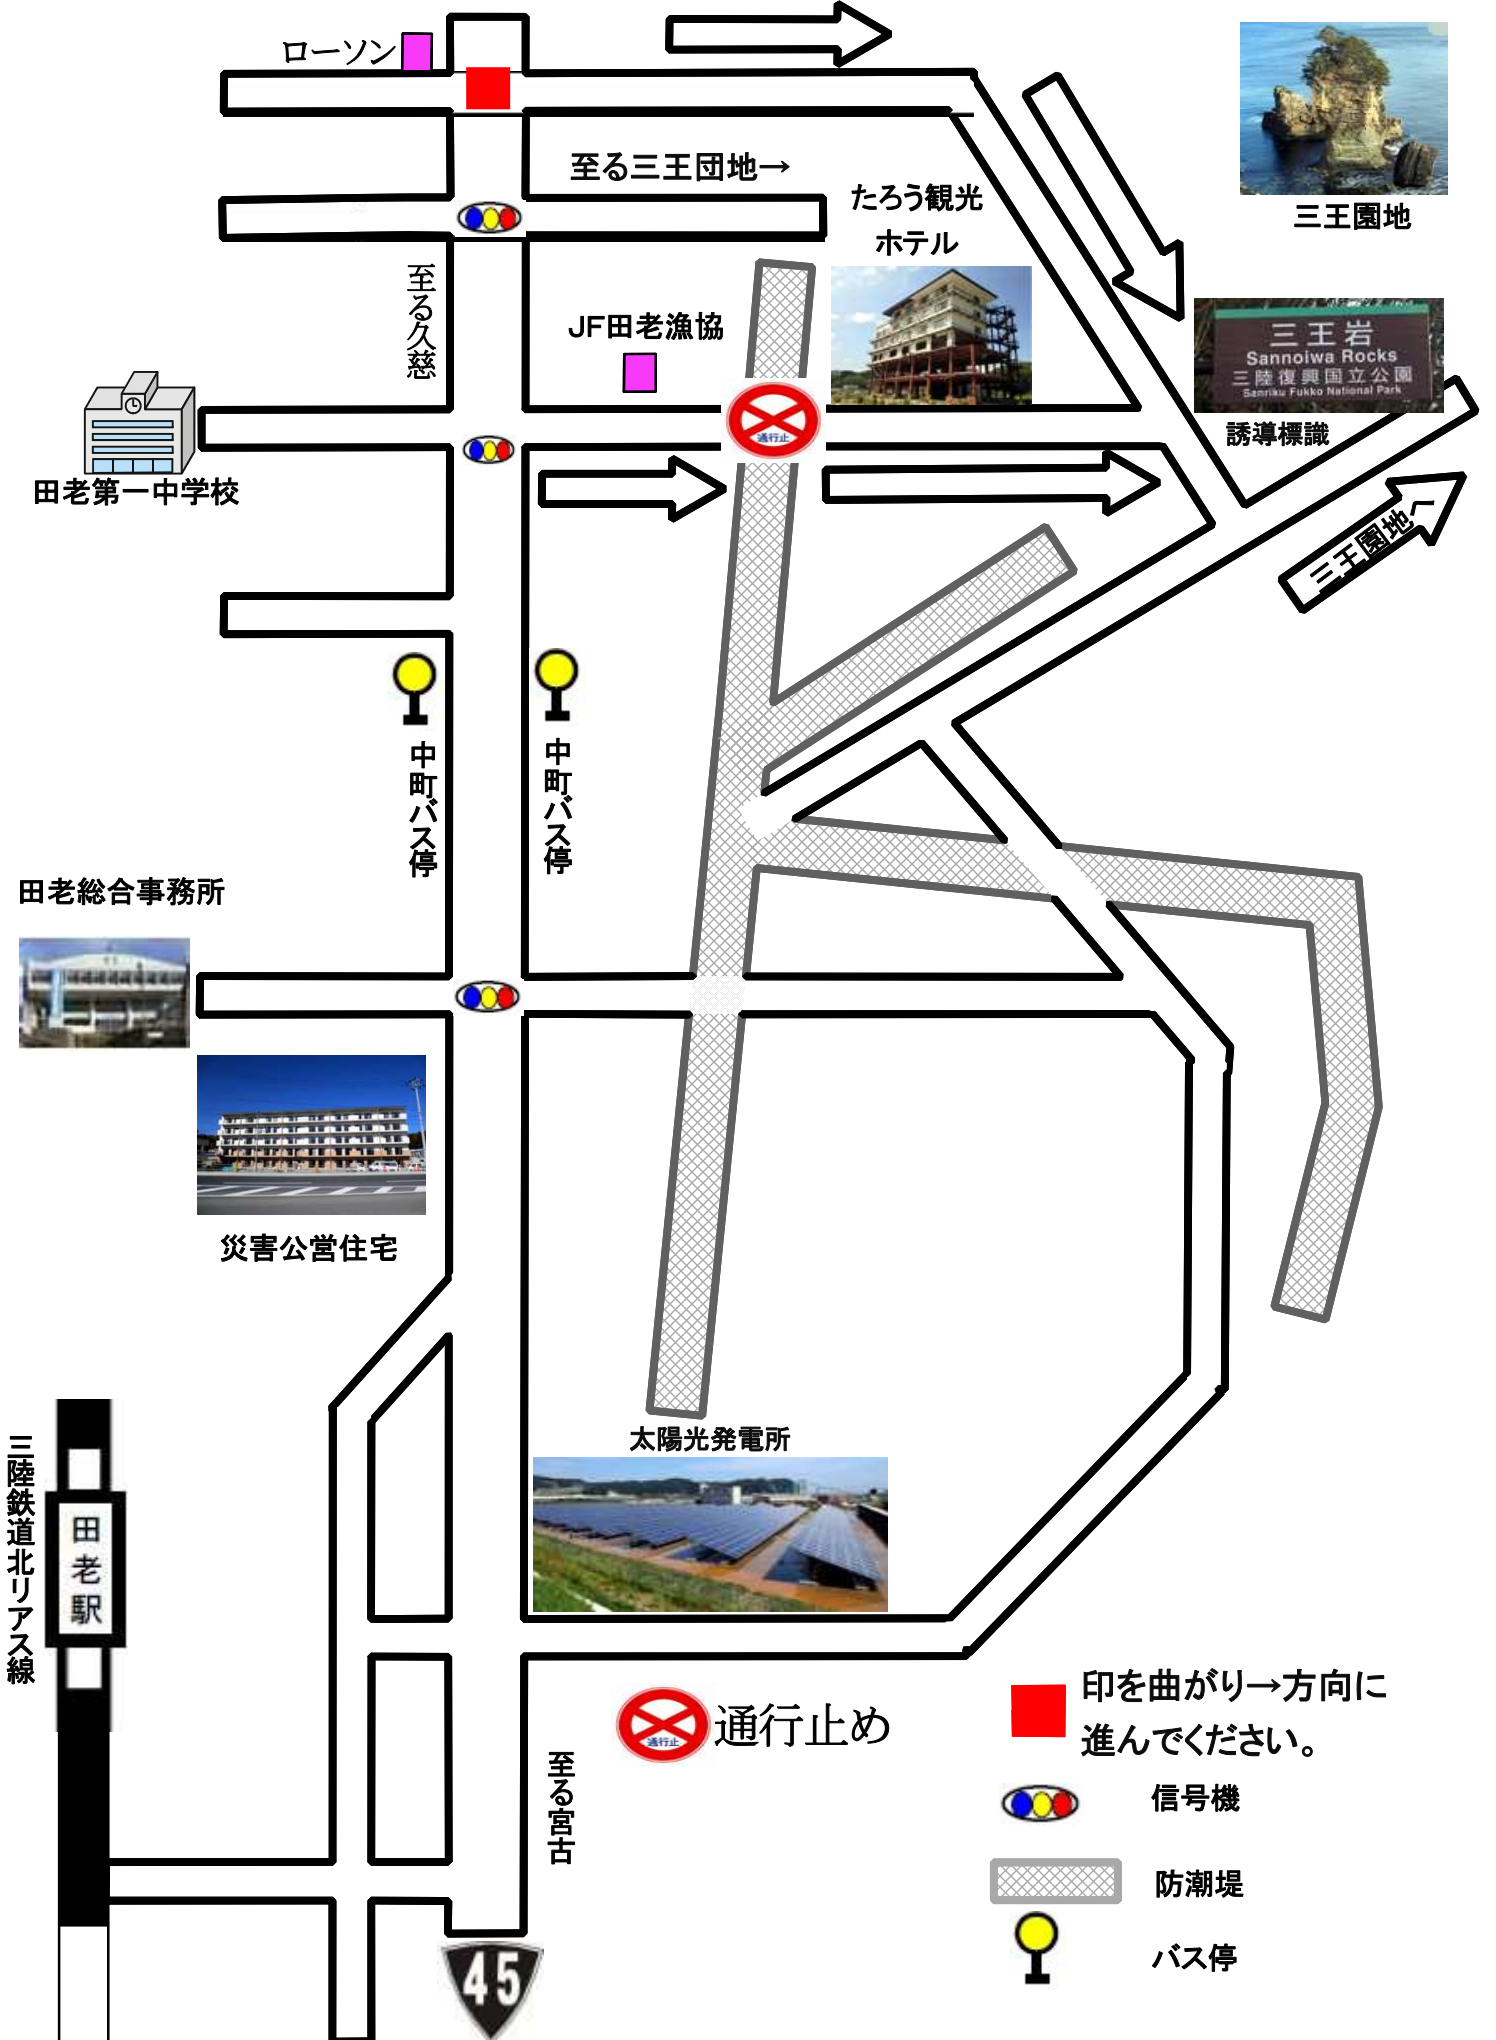 ローソン
至る三王団地→
たろう観光
ホテル
三王園地
至る久慈
JF田老漁協
三王岩
Sannoiwa Rocks
三陸復興国立公園
Sanriku Fukko National Park
誘導標識
通行止
田老第一中学校
三王園地へ
中町バス停
中町バス停
田老総合事務所
災害公営住宅
太陽光発電所
三陸鉄道北リアス線
田老駅
通行止
通行止め
印を曲がり→方向に
進んでください。
至る宮古
信号機
防潮堤
バス停
45